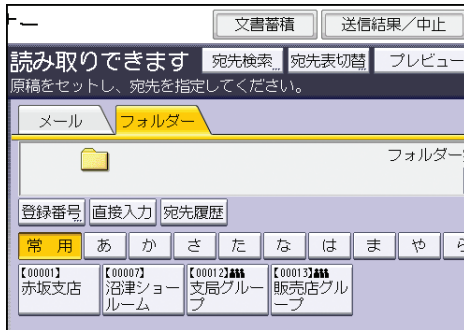 ー
文書蓄積 送信結果／中止
読み取りできます 宛先検索 宛先表切替 プレビュー
原稿をセットし、宛先を指定してください。
メール フォルダー
フォルダー
登録番号 直接入力 宛先履歴
常用 あ か さ た な は ま や ら
【00001】 【00007】 【00012】 【00013】
赤坂支店 沼津ショールーム 支局グループ 販売店グループ